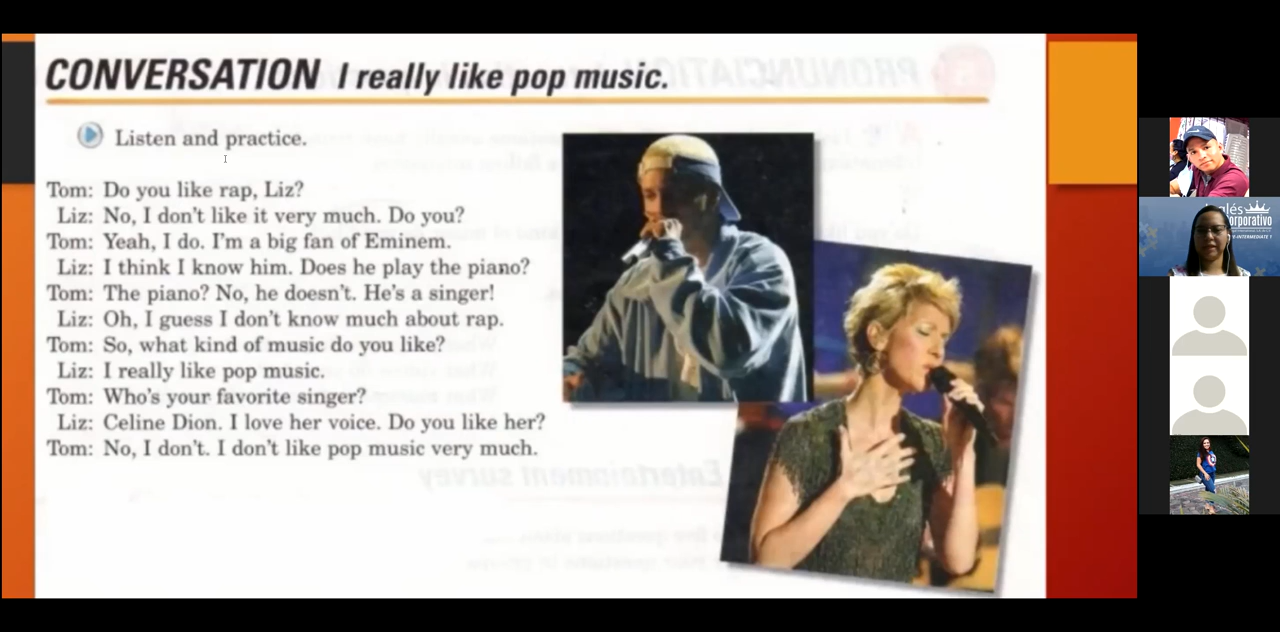 CONVERSATION I really like pop music.
Listen and practice.
Tom: Do you like rap, Liz?
Liz: No, I don't like it very much. Do you?
Tom: Yeah, I do. I'm a big fan of Eminem.
Liz: I think I know him. Does he play the piano?
Tom: The piano? No, he doesn't. He's a singer!
Liz: Oh, I guess I don't know much about rap.
Tom: So, what kind of music do you like?
Liz: I really like pop music.
Tom: Who's your favorite singer?
Liz: Celine Dion. I love her voice. Do you like her?
Tom: No, I don't. I don't like pop music very much.
PRONUNCIATION
Entertainment survey
Inglés
Corporativo